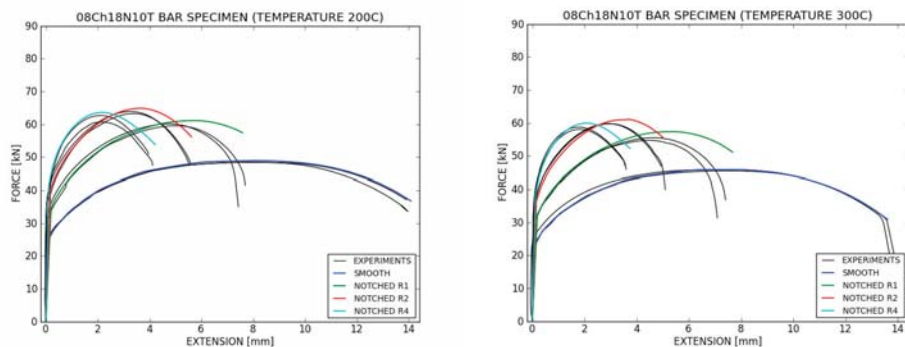 08Ch18N10T BAR SPECIMEN (TEMPERATURE 200C)
90
80
70
60
50
40
30
20
10
0
FORCE [kN]
0 2 4 6 8 10 12 14
EXTENSION [mm]
EXPERIMENTS
SMOOTH
NOTCHED R1
NOTCHED R2
NOTCHED R4
08Ch18N10T BAR SPECIMEN (TEMPERATURE 300C)
90
80
70
60
50
40
30
20
10
0
FORCE [kN]
0 2 4 6 8 10 12 14
EXTENSION [mm]
EXPERIMENTS
SMOOTH
NOTCHED R1
NOTCHED R2
NOTCHED R4